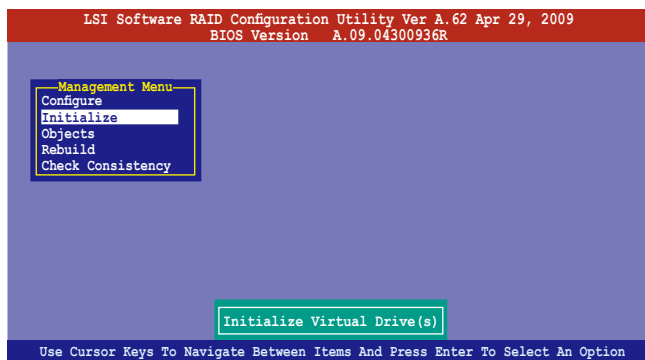 LSI Software RAID Configuration Utility Ver A.62 Apr 29, 2009
BIOS Version A.09.04300936R
Management Menu
Configure
Initialize
Objects
Rebuild
Check Consistency
Initialize Virtual Drive(s)
Use Cursor Keys To Navigate Between Items And Press Enter To Select An Option